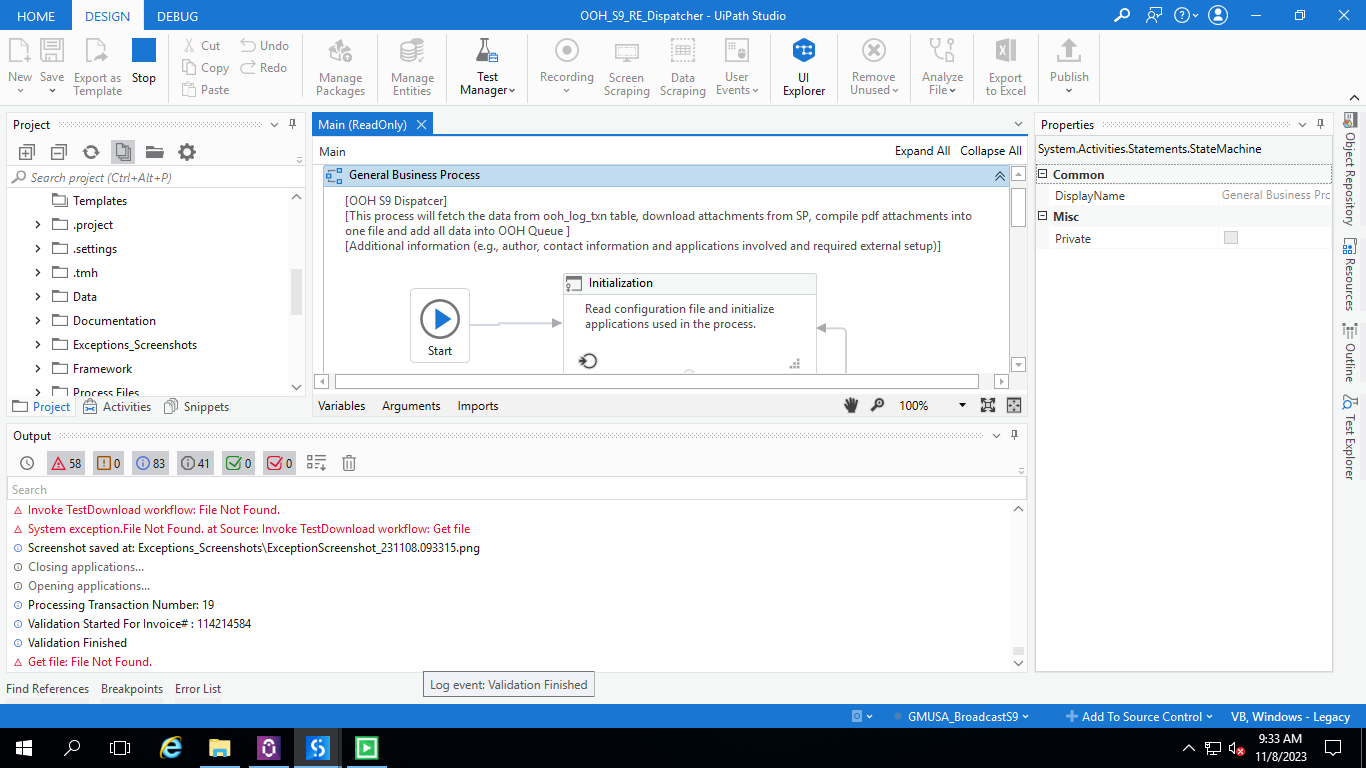 HOME DESIGN DEBUG OOH_S9_RE_Dispatcher - UiPath Studio
New Save Export as Template Stop Cut Copy Paste Undo Redo Manage Packages Manage Entities Test Manager Recording Screen Scraping Data Scraping User Events UI Explorer Remove Unused Analyze File Export to Excel Publish
Project
Search project (Ctrl+Alt+P)
Templates
.project
.settings
.tmh
Data
Documentation
Exceptions_Screenshots
Framework
Process Files
Project Activities Snippets
Main (ReadOnly)
Main Expand All Collapse All
General Business Process
[OOH S9 Dispatcer]
[This process will fetch the data from ooh_log_txn table, download attachments from SP, compile pdf attachments into
one file and add all data into OOH Queue ]
[Additional information (e.g., author, contact information and applications involved and required external setup)]
Initialization
Read configuration file and initialize
applications used in the process.
Start
Variables Arguments Imports 100%
Properties
System.Activities.Statements.StateMachine
Common
DisplayName General Business Prc
Misc
Private
Object Repository
Resources
Outline
Test Explorer
Output
58 0 83 41 0 0
Search
Invoke TestDownload workflow: File Not Found.
System exception.File Not Found. at Source: Invoke TestDownload workflow: Get file
Screenshot saved at: Exceptions_Screenshots\ExceptionScreenshot_231108.093315.png
Closing applications...
Opening applications...
Processing Transaction Number: 19
Validation Started For Invoice# : 114214584
Validation Finished
Get file: File Not Found.
Log event: Validation Finished
Find References Breakpoints Error List
GMUSA_BroadcastS9 Add To Source Control VB, Windows - Legacy
9:33 AM
11/8/2023